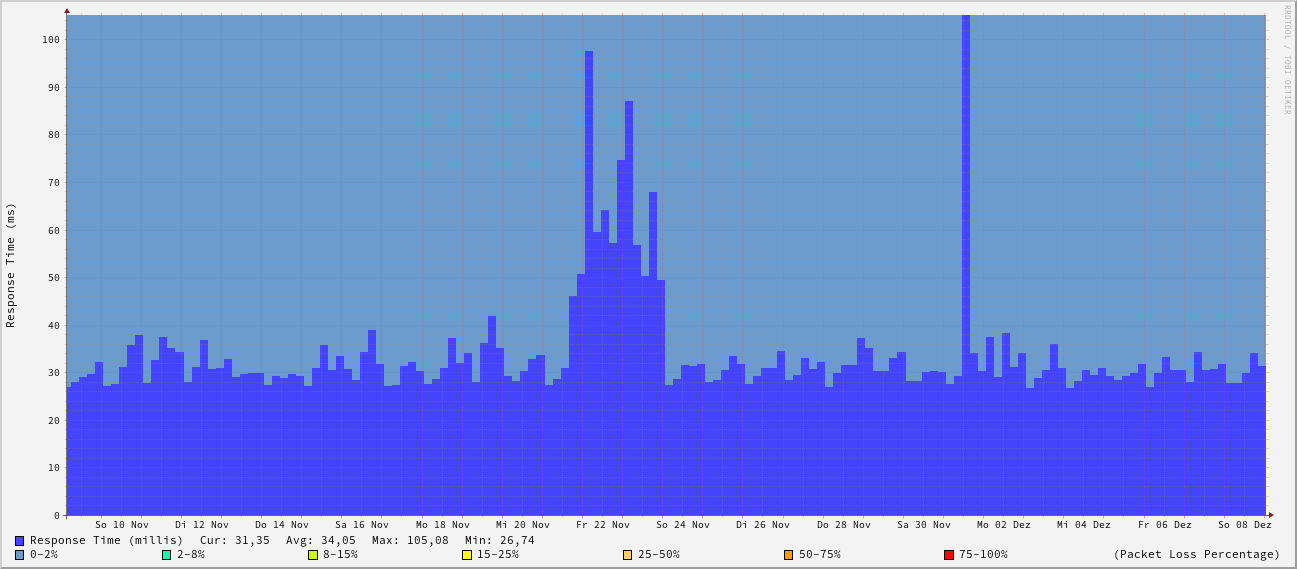 RRDTOOL / TOBI OETIKER
Response Time (ms)
100
90
80
70
60
50
40
30
20
10
0
So 10 Nov Di 12 Nov Do 14 Nov Sa 16 Nov Mo 18 Nov Mi 20 Nov Fr 22 Nov So 24 Nov Di 26 Nov Do 28 Nov Sa 30 Nov Mo 02 Dez Mi 04 Dez Fr 06 Dez So 08 Dez
Response Time (millis) Cur: 31,35 Avg: 34,05 Max: 105,08 Min: 26,74
0-2% 2-8% 8-15% 15-25% 25-50% 50-75% 75-100% (Packet Loss Percentage)